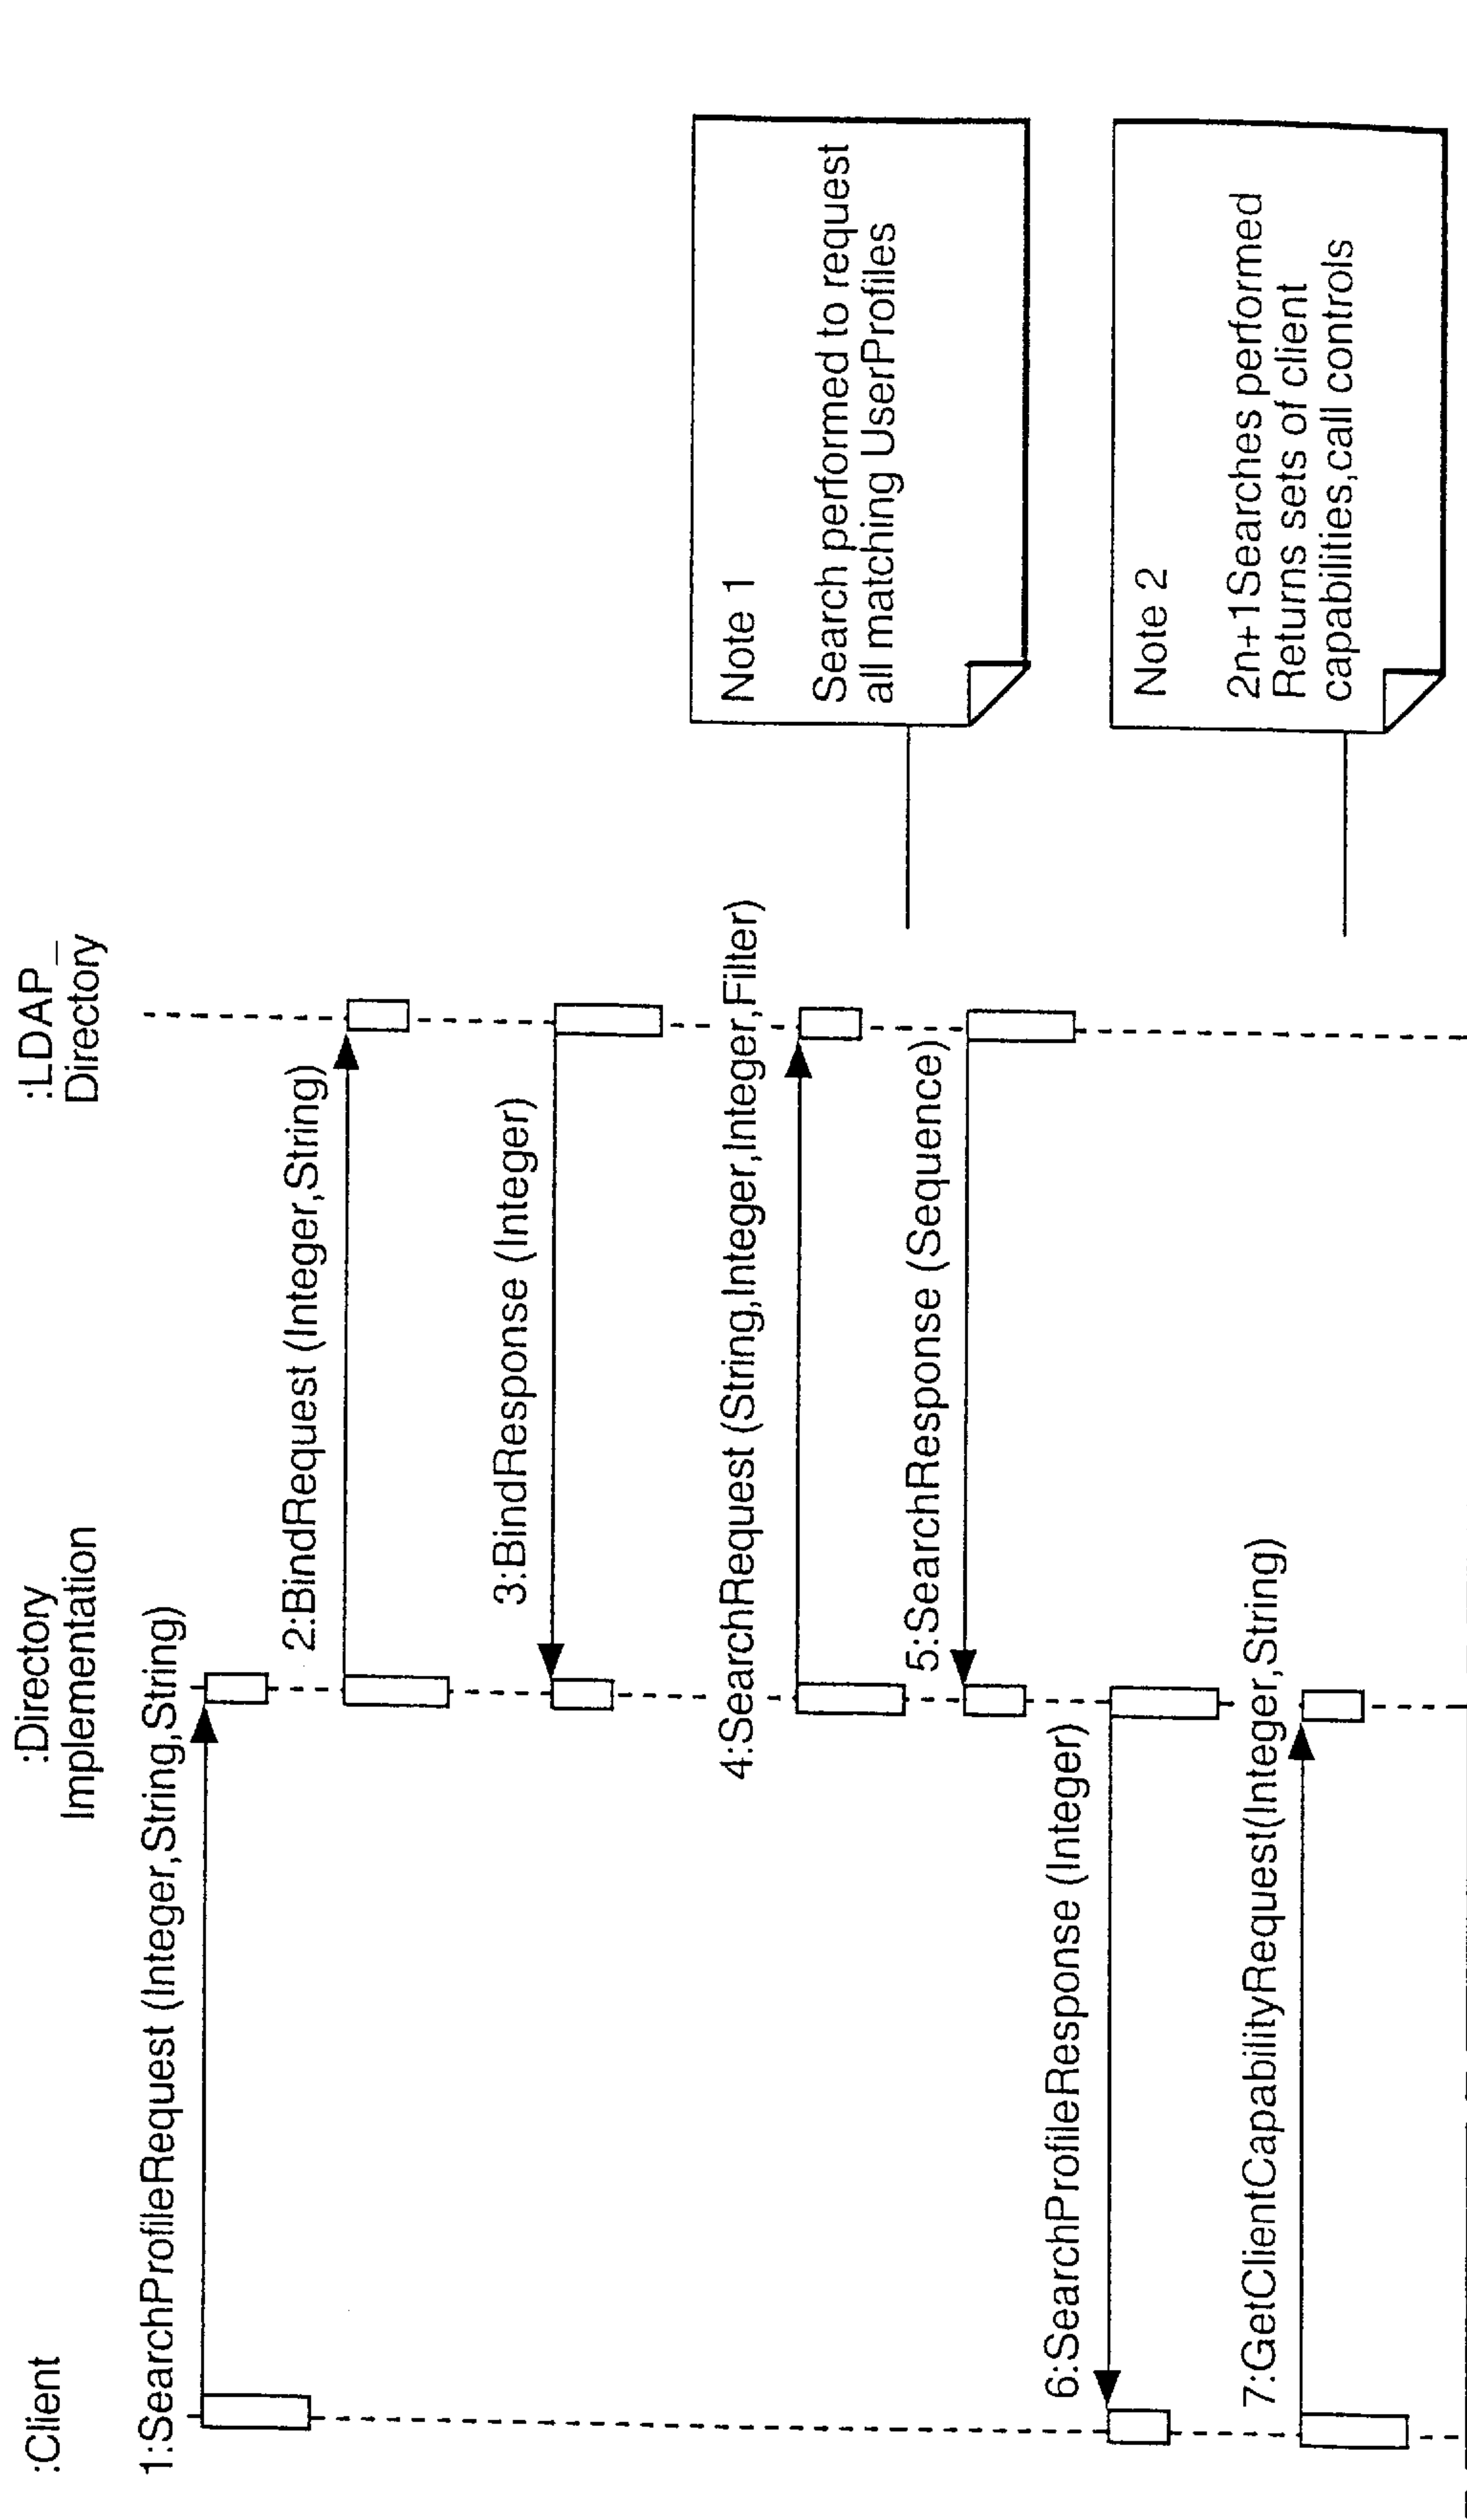 :Client
:Directory
Implementation
:LDAP_
Directory
1:SearchProfileRequest (Integer,String,String)
2:BindRequest (Integer,String)
3:BindResponse (Integer)
4:SearchRequest (String,Integer,Integer,Filter)
Note 1
Search performed to request
all matching UserProfiles
5:SearchResponse (Sequence)
6:SearchProfileResponse (Integer)
7:GetClientCapabilityRequest(Integer,String)
Note 2
2n+1Searches performed
Returns sets of client
capabilities,call controls